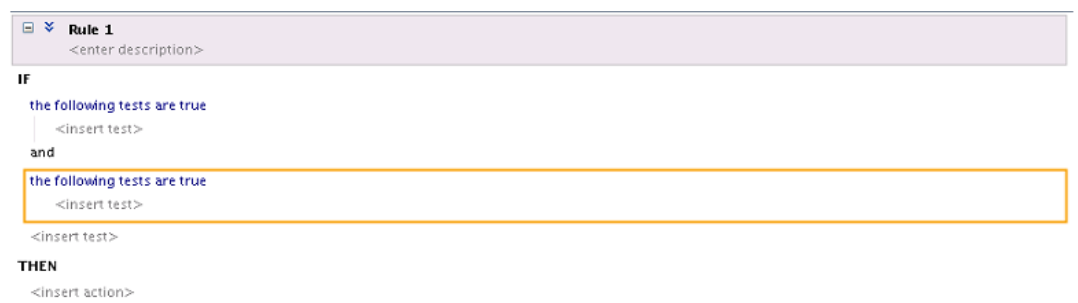 Rule 1
<enter description>
IF
the following tests are true
<insert test>
and
the following tests are true
<insert test>
<insert test>
THEN
<insert action>